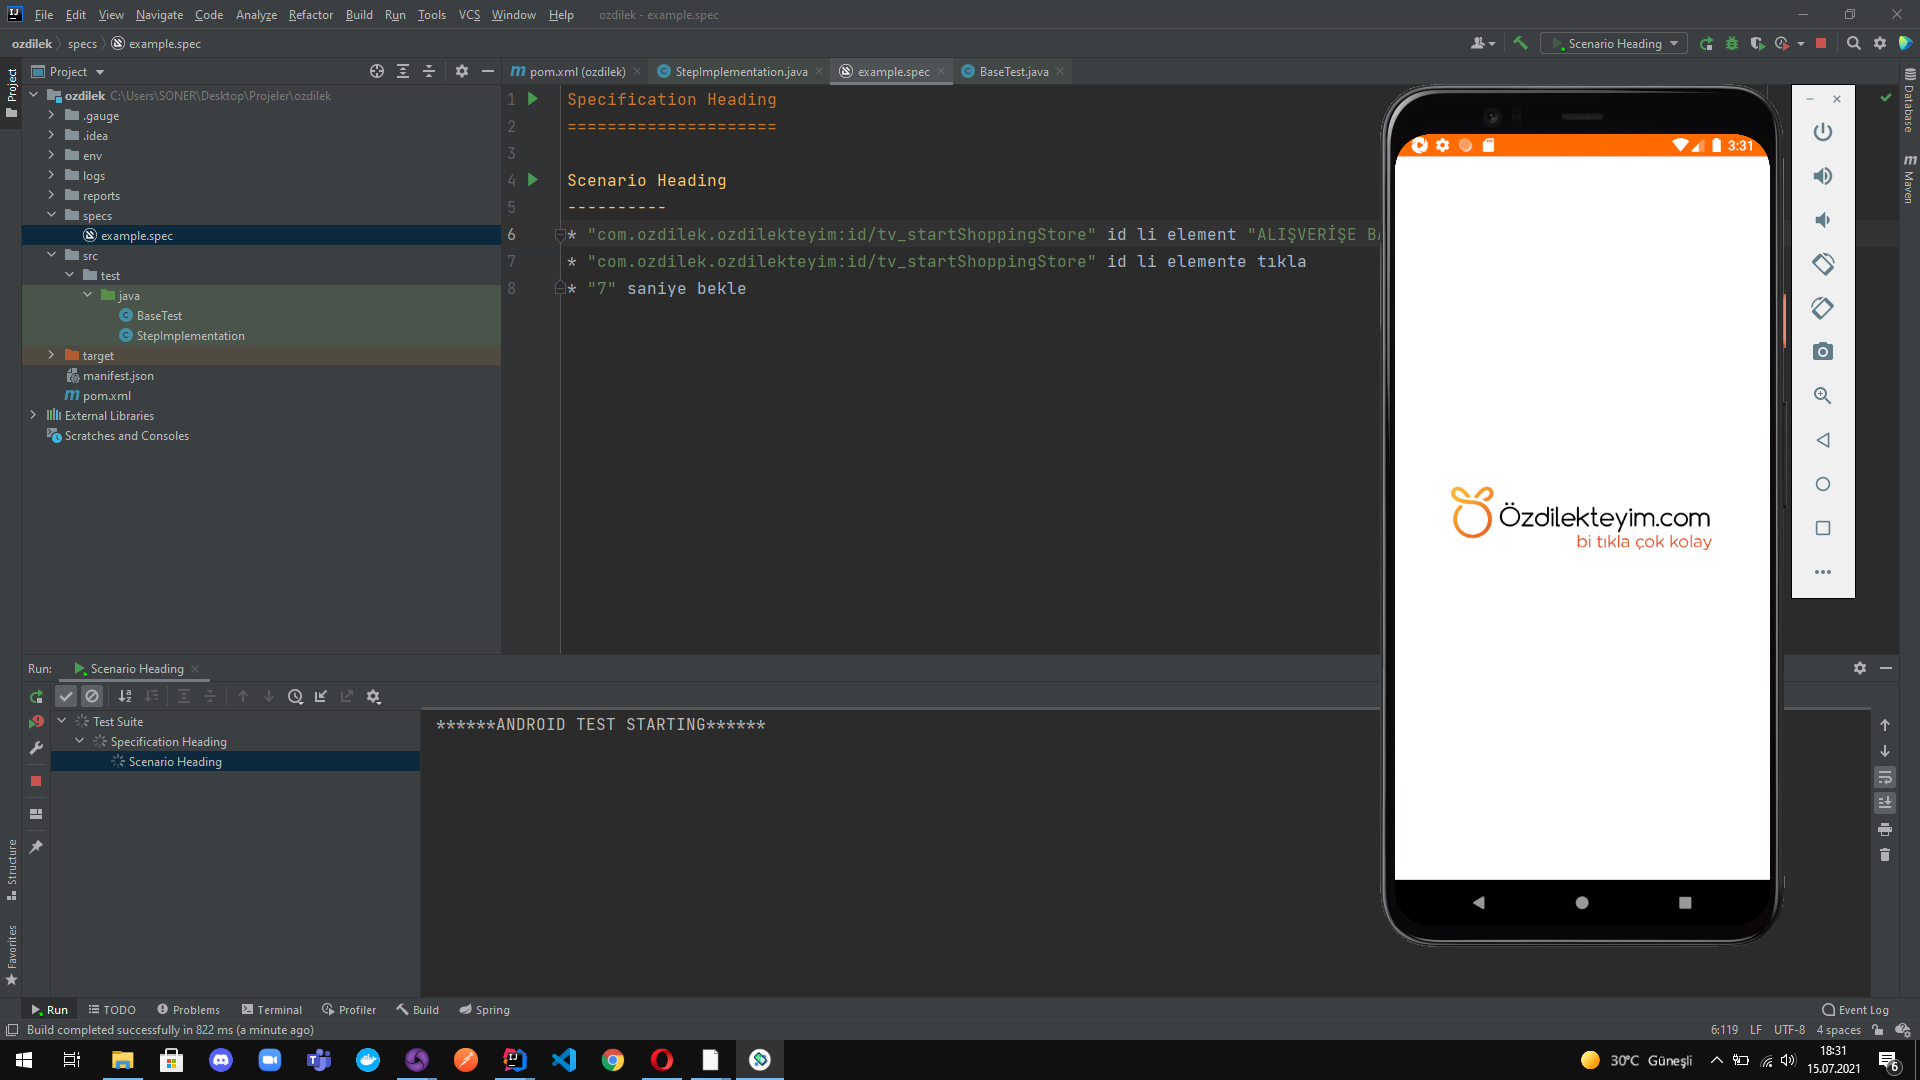 File Edit View Navigate Code Analyze Refactor Build Run Tools VCS Window Help ozdilek - example.spec
ozdilek specs example.spec
Scenario Heading
Project
pom.xml (ozdilek) StepImplementation.java example.spec BaseTest.java
ozdilek C:\Users\SONER\Desktop\Projeler\ozdilek
.gauge
.idea
env
logs
reports
specs
example.spec
src
test
java
BaseTest
StepImplementation
target
manifest.json
pom.xml
External Libraries
Scratches and Consoles
1 Specification Heading
2 =====================
3
4 Scenario Heading
5 ----------
6 * "com.ozdilek.ozdilekteyim:id/tv_startShoppingStore" id li element "ALIŞVERİŞE BA
7 * "com.ozdilek.ozdilekteyim:id/tv_startShoppingStore" id li elemente tıkla
8 * "7" saniye bekle
3:31
Özdilekteyim.com
bi tıkla çok kolay
Project
Structure
Favorites
Database
Maven
Run: Scenario Heading
Test Suite
Specification Heading
Scenario Heading
******ANDROID TEST STARTING******
Run TODO Problems Terminal Profiler Build Spring Event Log
Build completed successfully in 822 ms (a minute ago) 6:119 LF UTF-8 4 spaces
30°C Güneşli
18:31
15.07.2021
6